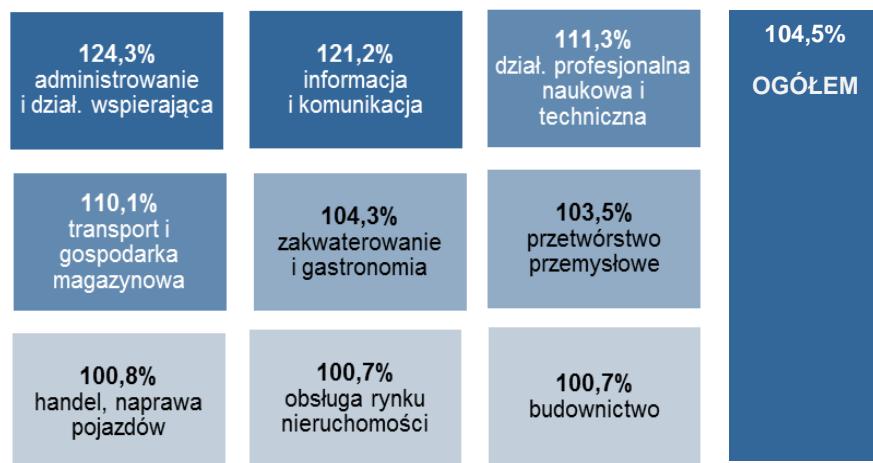 124,3%
administrowanie
i dział. wspierająca
121,2%
informacja
i komunikacja
111,3%
dział. profesjonalna
naukowa i
techniczna
104,5%
OGÓŁEM
110,1%
transport i
gospodarka
magazynowa
104,3%
zakwaterowanie
i gastronomia
103,5%
przetwórstwo
przemysłowe
100,8%
handel, naprawa
pojazdów
100,7%
obsługa rynku
nieruchomości
100,7%
budownictwo